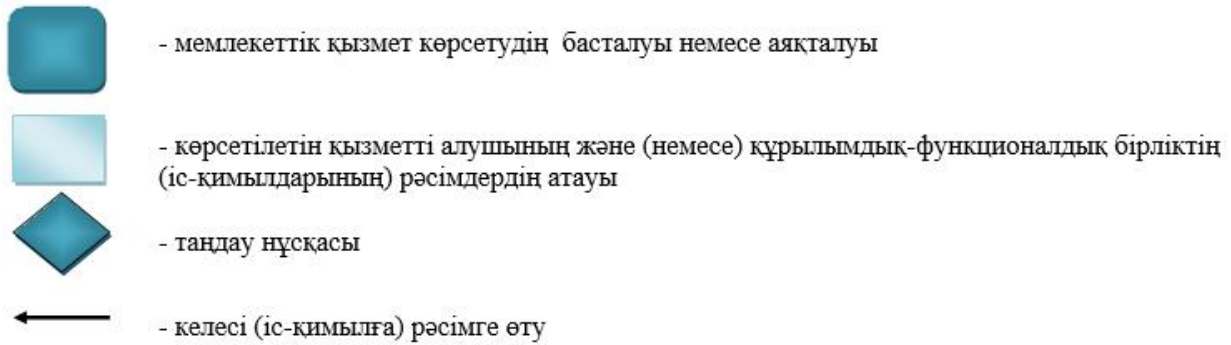 - мемлекеттік қызмет көрсетудің  басталуы немесе аяқталуы
- көрсетілетін қызметті алушының және (немесе) құрылымдық-функционалдық бірліктің
(іс-қимылдарының) рәсімдердің атауы
- таңдау нұсқасы
- келесі (іс-қимылға) рәсімге өту